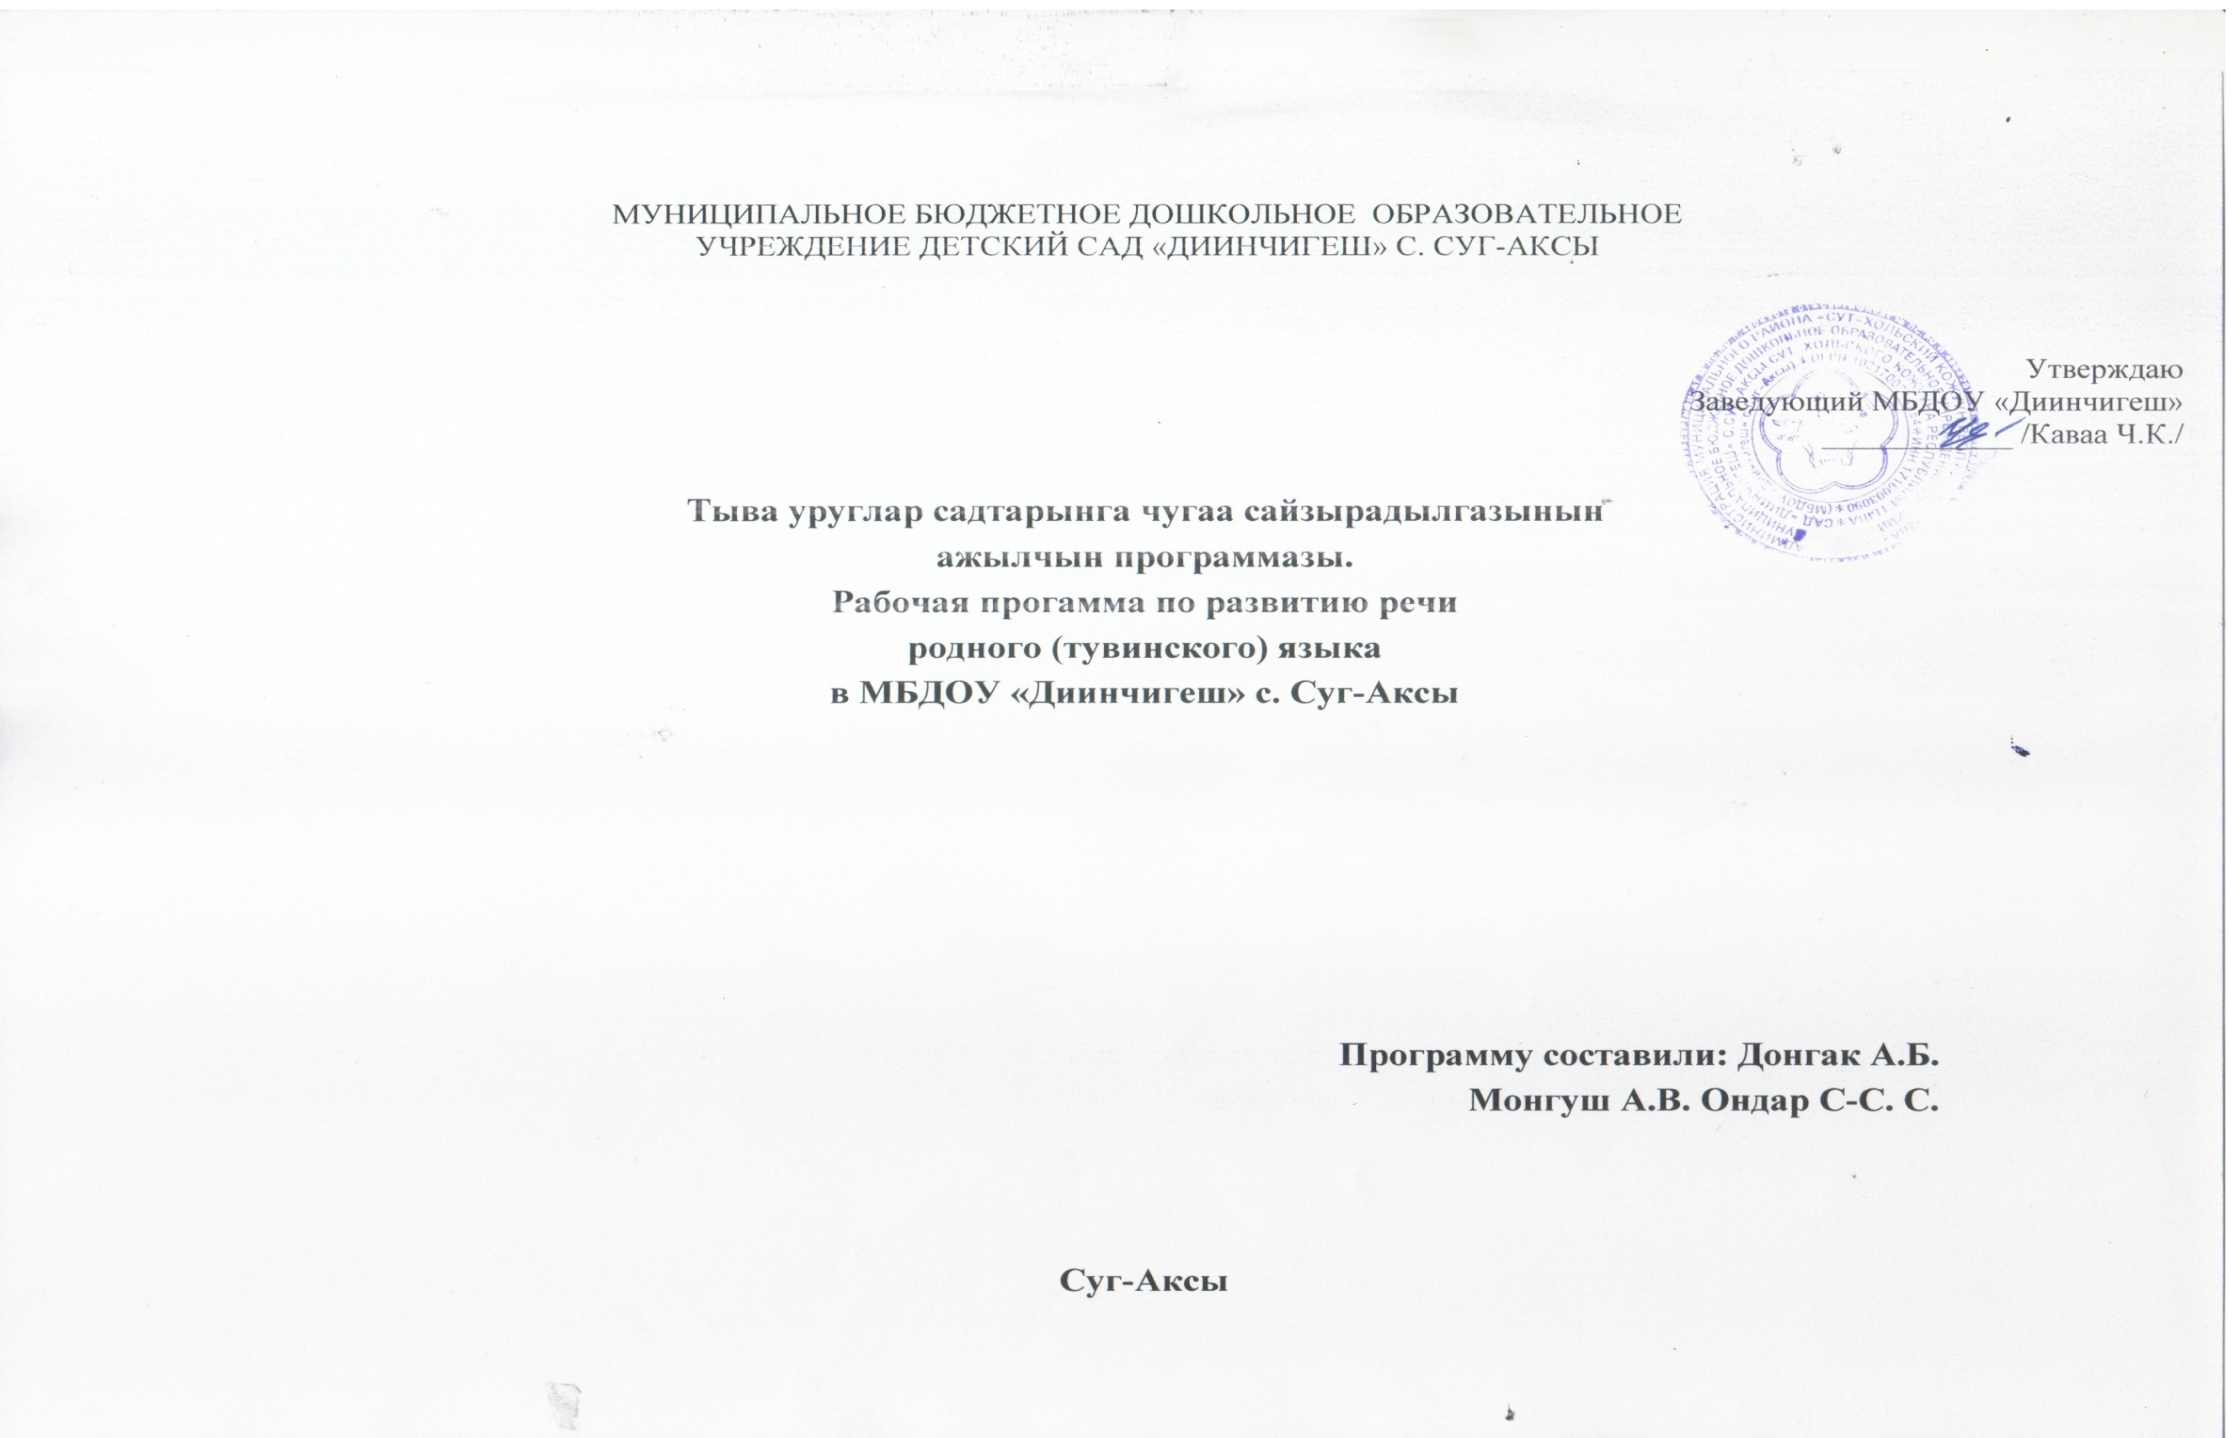 МУНИЦИПАЛЬНОЕ БЮДЖЕТНОЕ ДОШКОЛЬНОЕ ОБРАЗОВАТЕЛЬНОЕ
УЧРЕЖДЕНИЕ ДЕТСКИЙ САД «ДИИНЧИГЕШ» С. СУГ-АКСЫ
Утверждаю
Заведующий МБДОУ «Диинчигеш»
/Каваа Ч.К./
Тыва уруглар садтарынга чугаа сайзырадылгазынын
ажылчын программазы.
Рабочая прогамма по развитию речи
родного (тувинского) языка
в МБДОУ «Диинчигеш» с. Суг-Аксы
Программу составили: Донгак А.Б.
Монгуш А.В. Ондар С-С. С.
Суг-Аксы